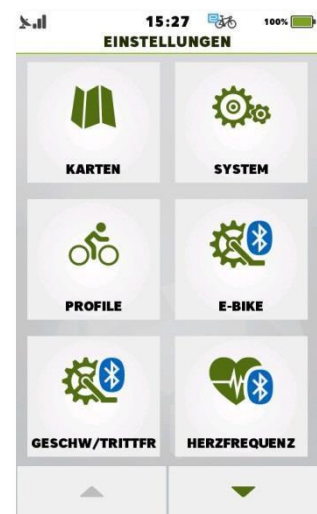 15:27 100%
EINSTELLUNGEN
KARTEN SYSTEM
PROFILE E-BIKE
GESCHW/TRITTFR HERZFREQUENZ